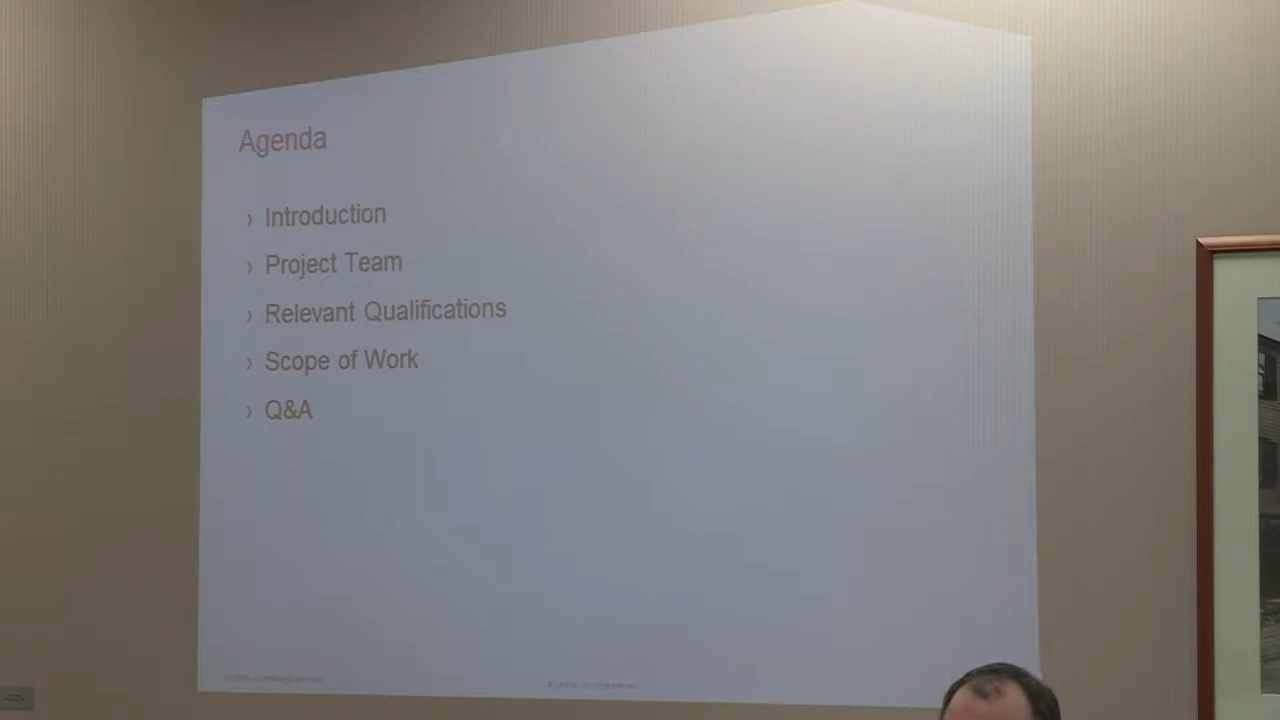 Agenda
› Introduction
› Project Team
› Relevant Qualifications
› Scope of Work
› Q&A